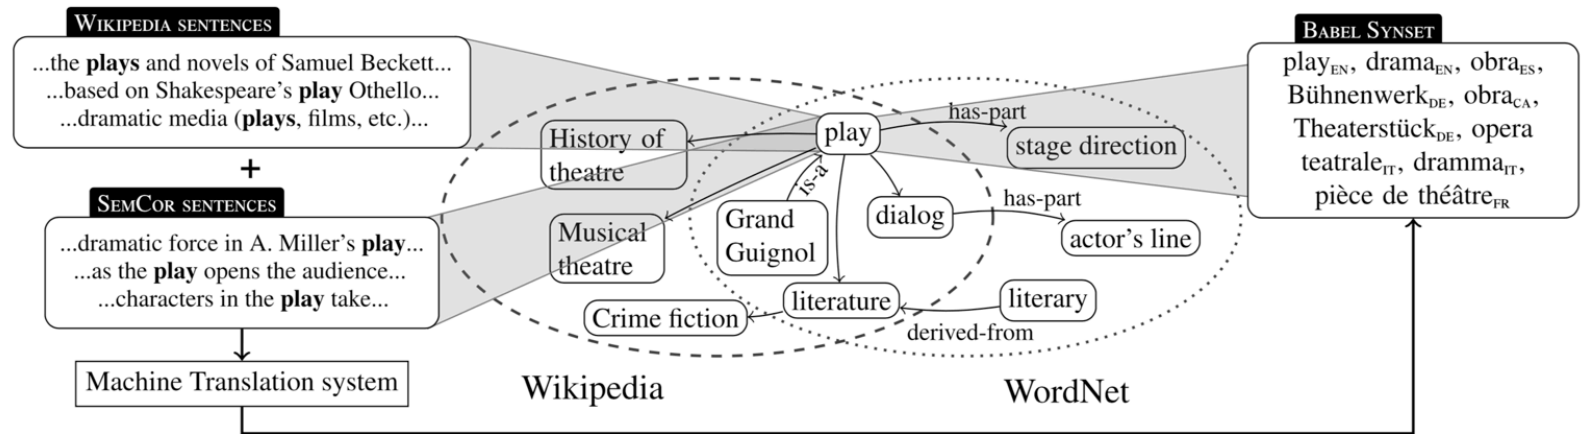 WIKIPEDIA SENTENCES
...the plays and novels of Samuel Beckett...
...based on Shakespeare's play Othello...
...dramatic media (plays, films, etc.)...
+
SEMCOR SENTENCES
...dramatic force in A. Miller's play...
...as the play opens the audience...
...characters in the play take...
Machine Translation system
History of
theatre
Musical
theatre
play
is-a
Grand
Guignol
dialog
literature
Crime fiction
has-part
stage direction
has-part
actor's line
literary
derived-from
Wikipedia
WordNet
BABEL SYNSET
playEN, dramaEN, obraES,
BühnenwerkDE, obraCA,
TheaterstückDE, opera
teatraleIT, drammaIT,
pièce de théâtreFR